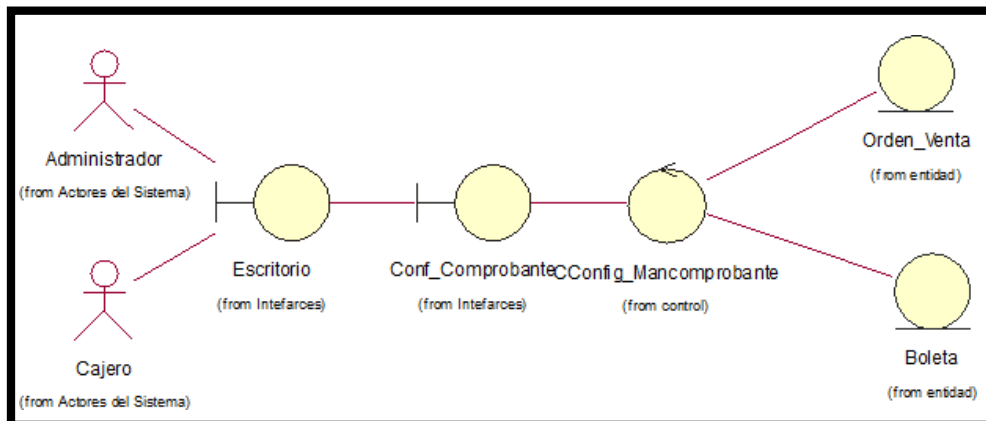 Administrador
(from Actores del Sistema)
Cajero
(from Actores del Sistema)
Escritorio
(from Intefarces)
Conf_Comprobante
(from Intefarces)
CConfig_Mancomprobante
(from control)
Orden_Venta
(from entidad)
Boleta
(from entidad)